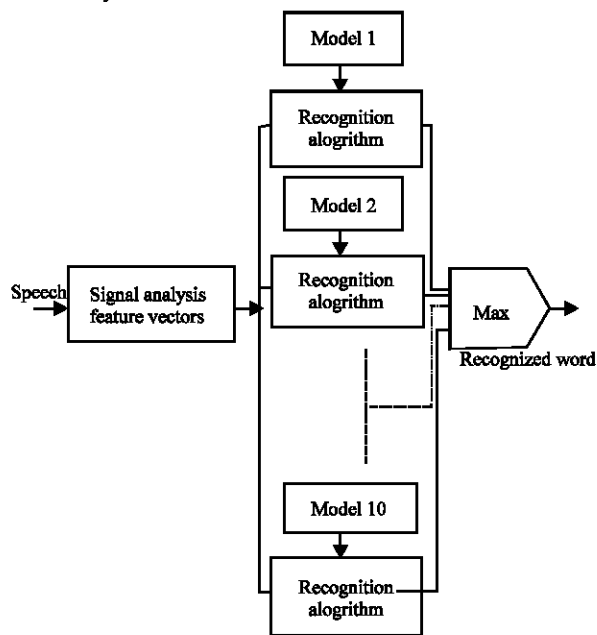 Model 1
Recognition
alogrithm
Model 2
Recognition
alogrithm
Speech
Signal analysis
feature vectors
Max
Recognized word
Model 10
Recognition
alogrithm